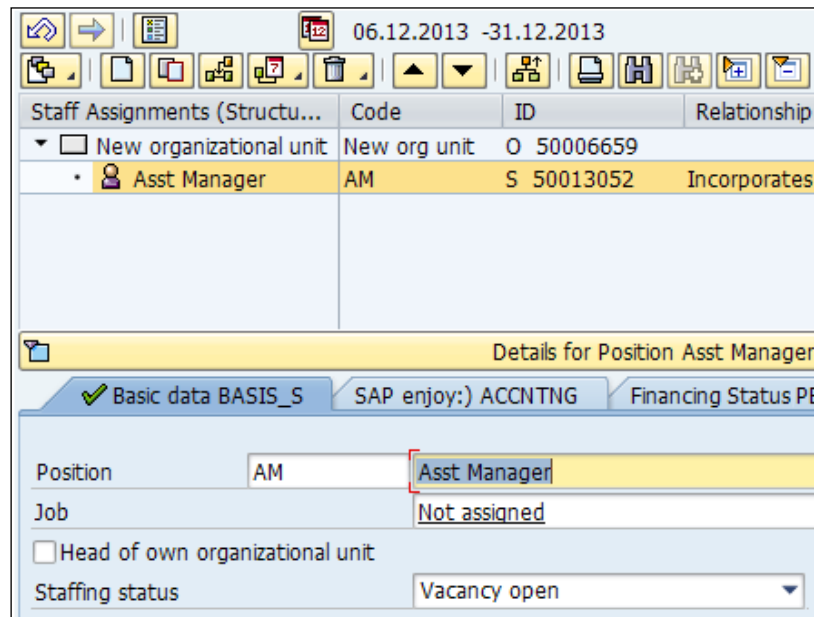 06.12.2013 -31.12.2013
Staff Assignments (Structu... Code ID Relationship
New organizational unit New org unit O 50006659
Asst Manager AM S 50013052 Incorporates
Details for Position Asst Manager
Basic data BASIS_S SAP enjoy:) ACCNTNG Financing Status PE
Position AM Asst Manager
Job Not assigned
Head of own organizational unit
Staffing status Vacancy open